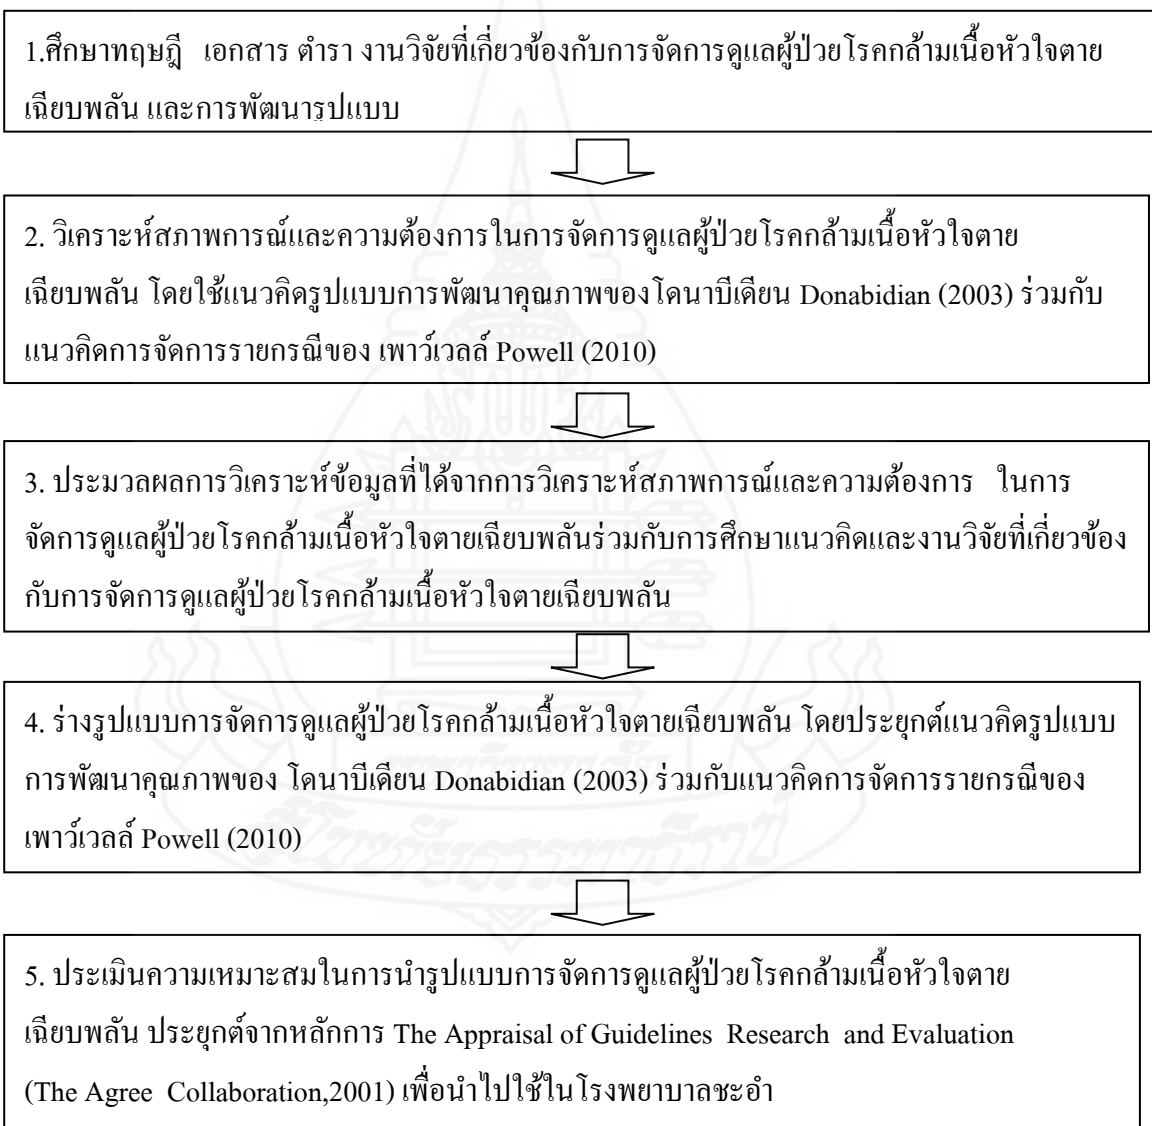 1.ศึกษาทฤษฎี เอกสาร ตำรา งานวิจัยที่เกี่ยวข้องกับการจัดการดูแลผู้ป่วยโรคกล้ามเนื้อหัวใจตาย
เฉียบพลัน และการพัฒนารูปแบบ
2. วิเคราะห์สภาพการณ์และความต้องการในการจัดการดูแลผู้ป่วยโรคกล้ามเนื้อหัวใจตาย
เฉียบพลัน โดยใช้แนวคิดรูปแบบการพัฒนาคุณภาพของโดนาบีเดียน Donabidian (2003) ร่วมกับ
แนวคิดการจัดการรายกรณีของ เพาว์เวลล์ Powell (2010)
3. ประมวลผลการวิเคราะห์ข้อมูลที่ได้จากการวิเคราะห์สภาพการณ์และความต้องการ ในการ
จัดการดูแลผู้ป่วยโรคกล้ามเนื้อหัวใจตายเฉียบพลันร่วมกับการศึกษาแนวคิดและงานวิจัยที่เกี่ยวข้อง
กับการจัดการดูแลผู้ป่วยโรคกล้ามเนื้อหัวใจตายเฉียบพลัน
4. ร่างรูปแบบการจัดการดูแลผู้ป่วยโรคกล้ามเนื้อหัวใจตายเฉียบพลัน โดยประยุกต์แนวคิดรูปแบบ
การพัฒนาคุณภาพของ โดนาบีเดียน Donabidian (2003) ร่วมกับแนวคิดการจัดการรายกรณีของ
เพาว์เวลล์ Powell (2010)
มหาวิทยาลัย
สุโขทัยธรรมาธิราช
5. ประเมินความเหมาะสมในการนำรูปแบบการจัดการดูแลผู้ป่วยโรคกล้ามเนื้อหัวใจตาย
เฉียบพลัน ประยุกต์จากหลักการ The Appraisal of Guidelines Research and Evaluation
(The Agree Collaboration,2001) เพื่อนำไปใช้ในโรงพยาบาลชะอำ